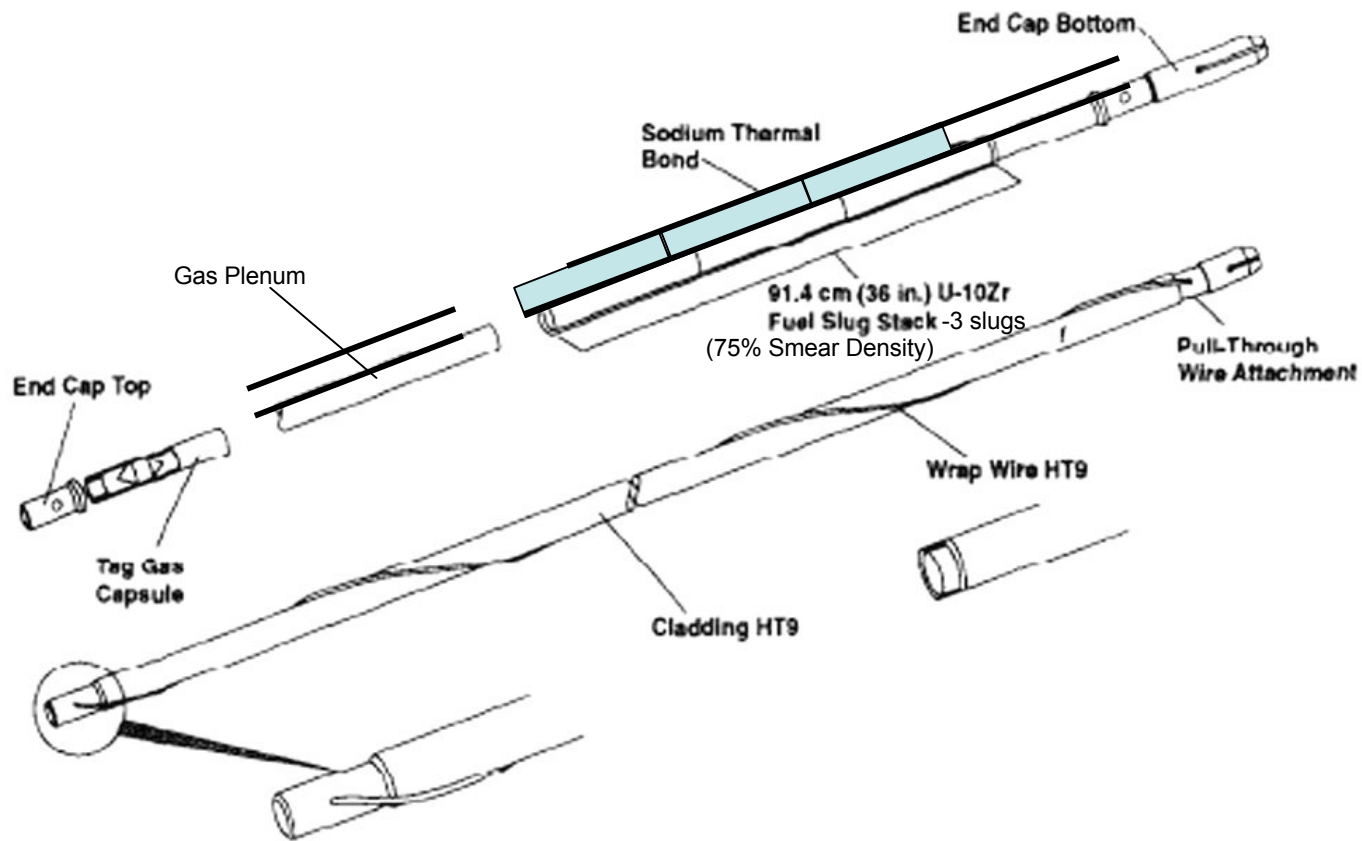 End Cap Bottom
Sodium Thermal
Bond
Gas Plenum
91.4 cm (36 in.) U-10Zr
Fuel Slug Stack -3 slugs
(75% Smear Density)
Pull-Through
Wire Attachment
End Cap Top
Wrap Wire HT9
Tag Gas
Capsule
Cladding HT9